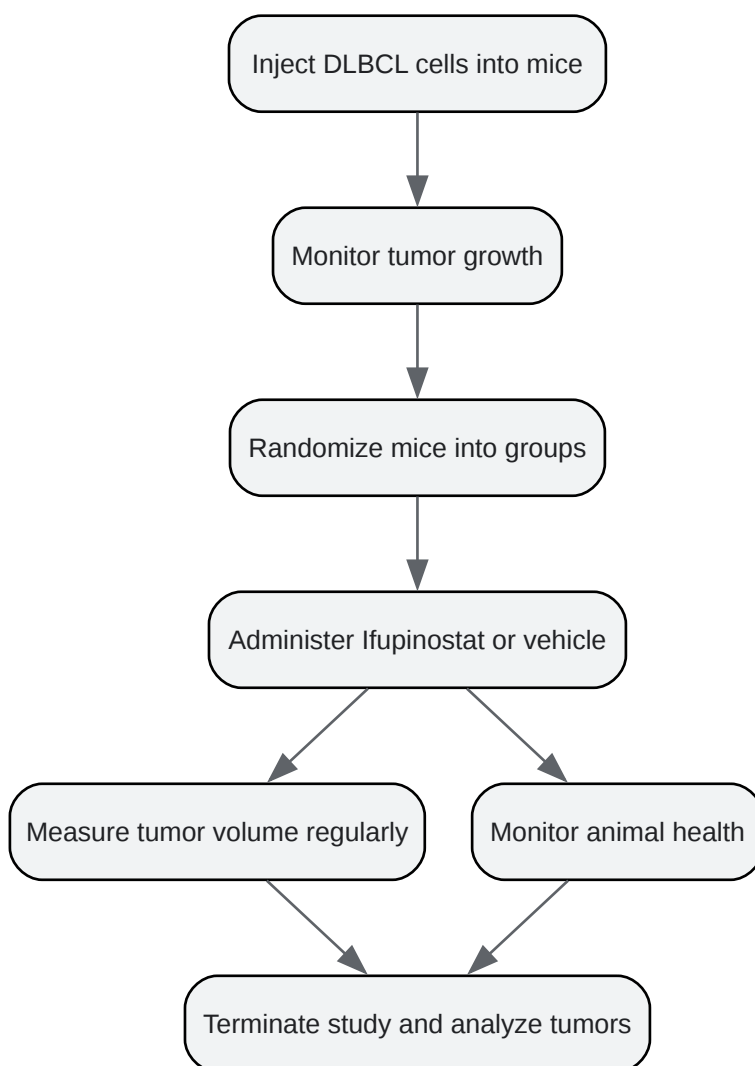 Inject DLBCL cells into mice
Monitor tumor growth
Randomize mice into groups
Administer Ifupinostat or vehicle
Measure tumor volume regularly
Monitor animal health
Terminate study and analyze tumors